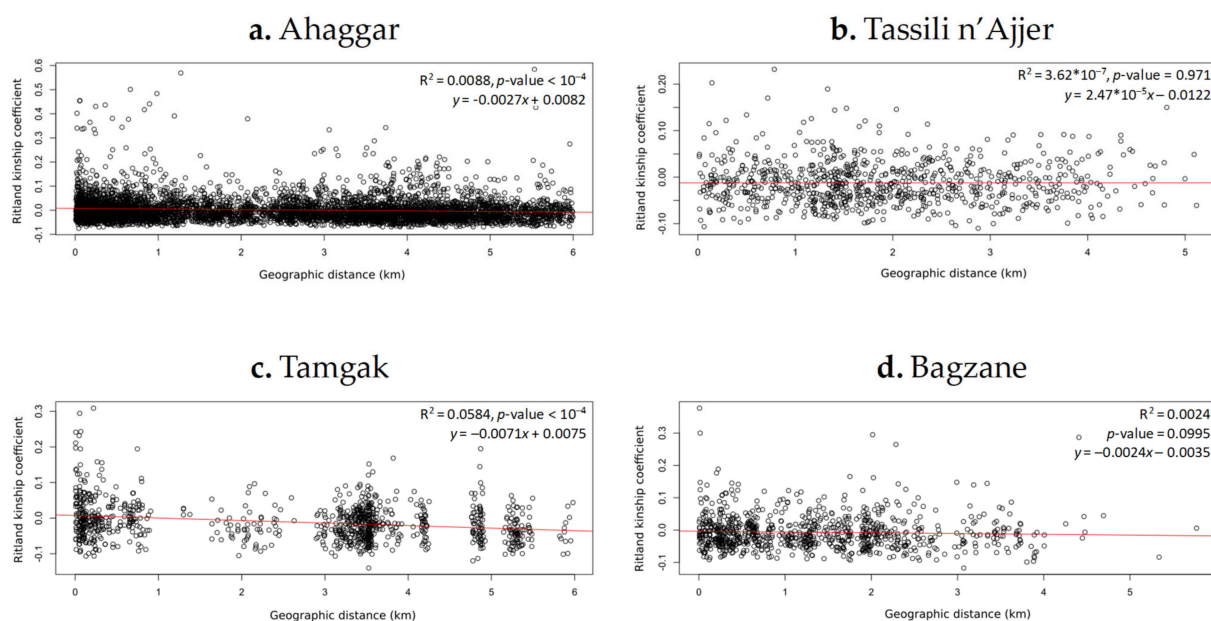 a. Ahaggar
R² = 0.0088, p-value < 10⁻⁴
y = -0.0027x + 0.0082
Ritland kinship coefficient
0.6
0.5
0.4
0.3
0.2
0.1
0.0
-0.1
0 1 2 3 4 5 6
Geographic distance (km)
b. Tassili n’Ajjer
R² = 3.62*10⁻⁷, p-value = 0.971
y = 2.47*10⁻⁵x − 0.0122
Ritland kinship coefficient
0.20
0.10
0.00
-0.10
0 1 2 3 4 5
Geographic distance (km)
c. Tamgak
R² = 0.0584, p-value < 10⁻⁴
y = −0.0071x + 0.0075
Ritland kinship coefficient
0.3
0.2
0.1
0.0
-0.1
0 1 2 3 4 5 6
Geographic distance (km)
d. Bagzane
R² = 0.0024
p-value = 0.0995
y = −0.0024x − 0.0035
Ritland kinship coefficient
0.3
0.2
0.1
0.0
-0.1
0 1 2 3 4 5
Geographic distance (km)